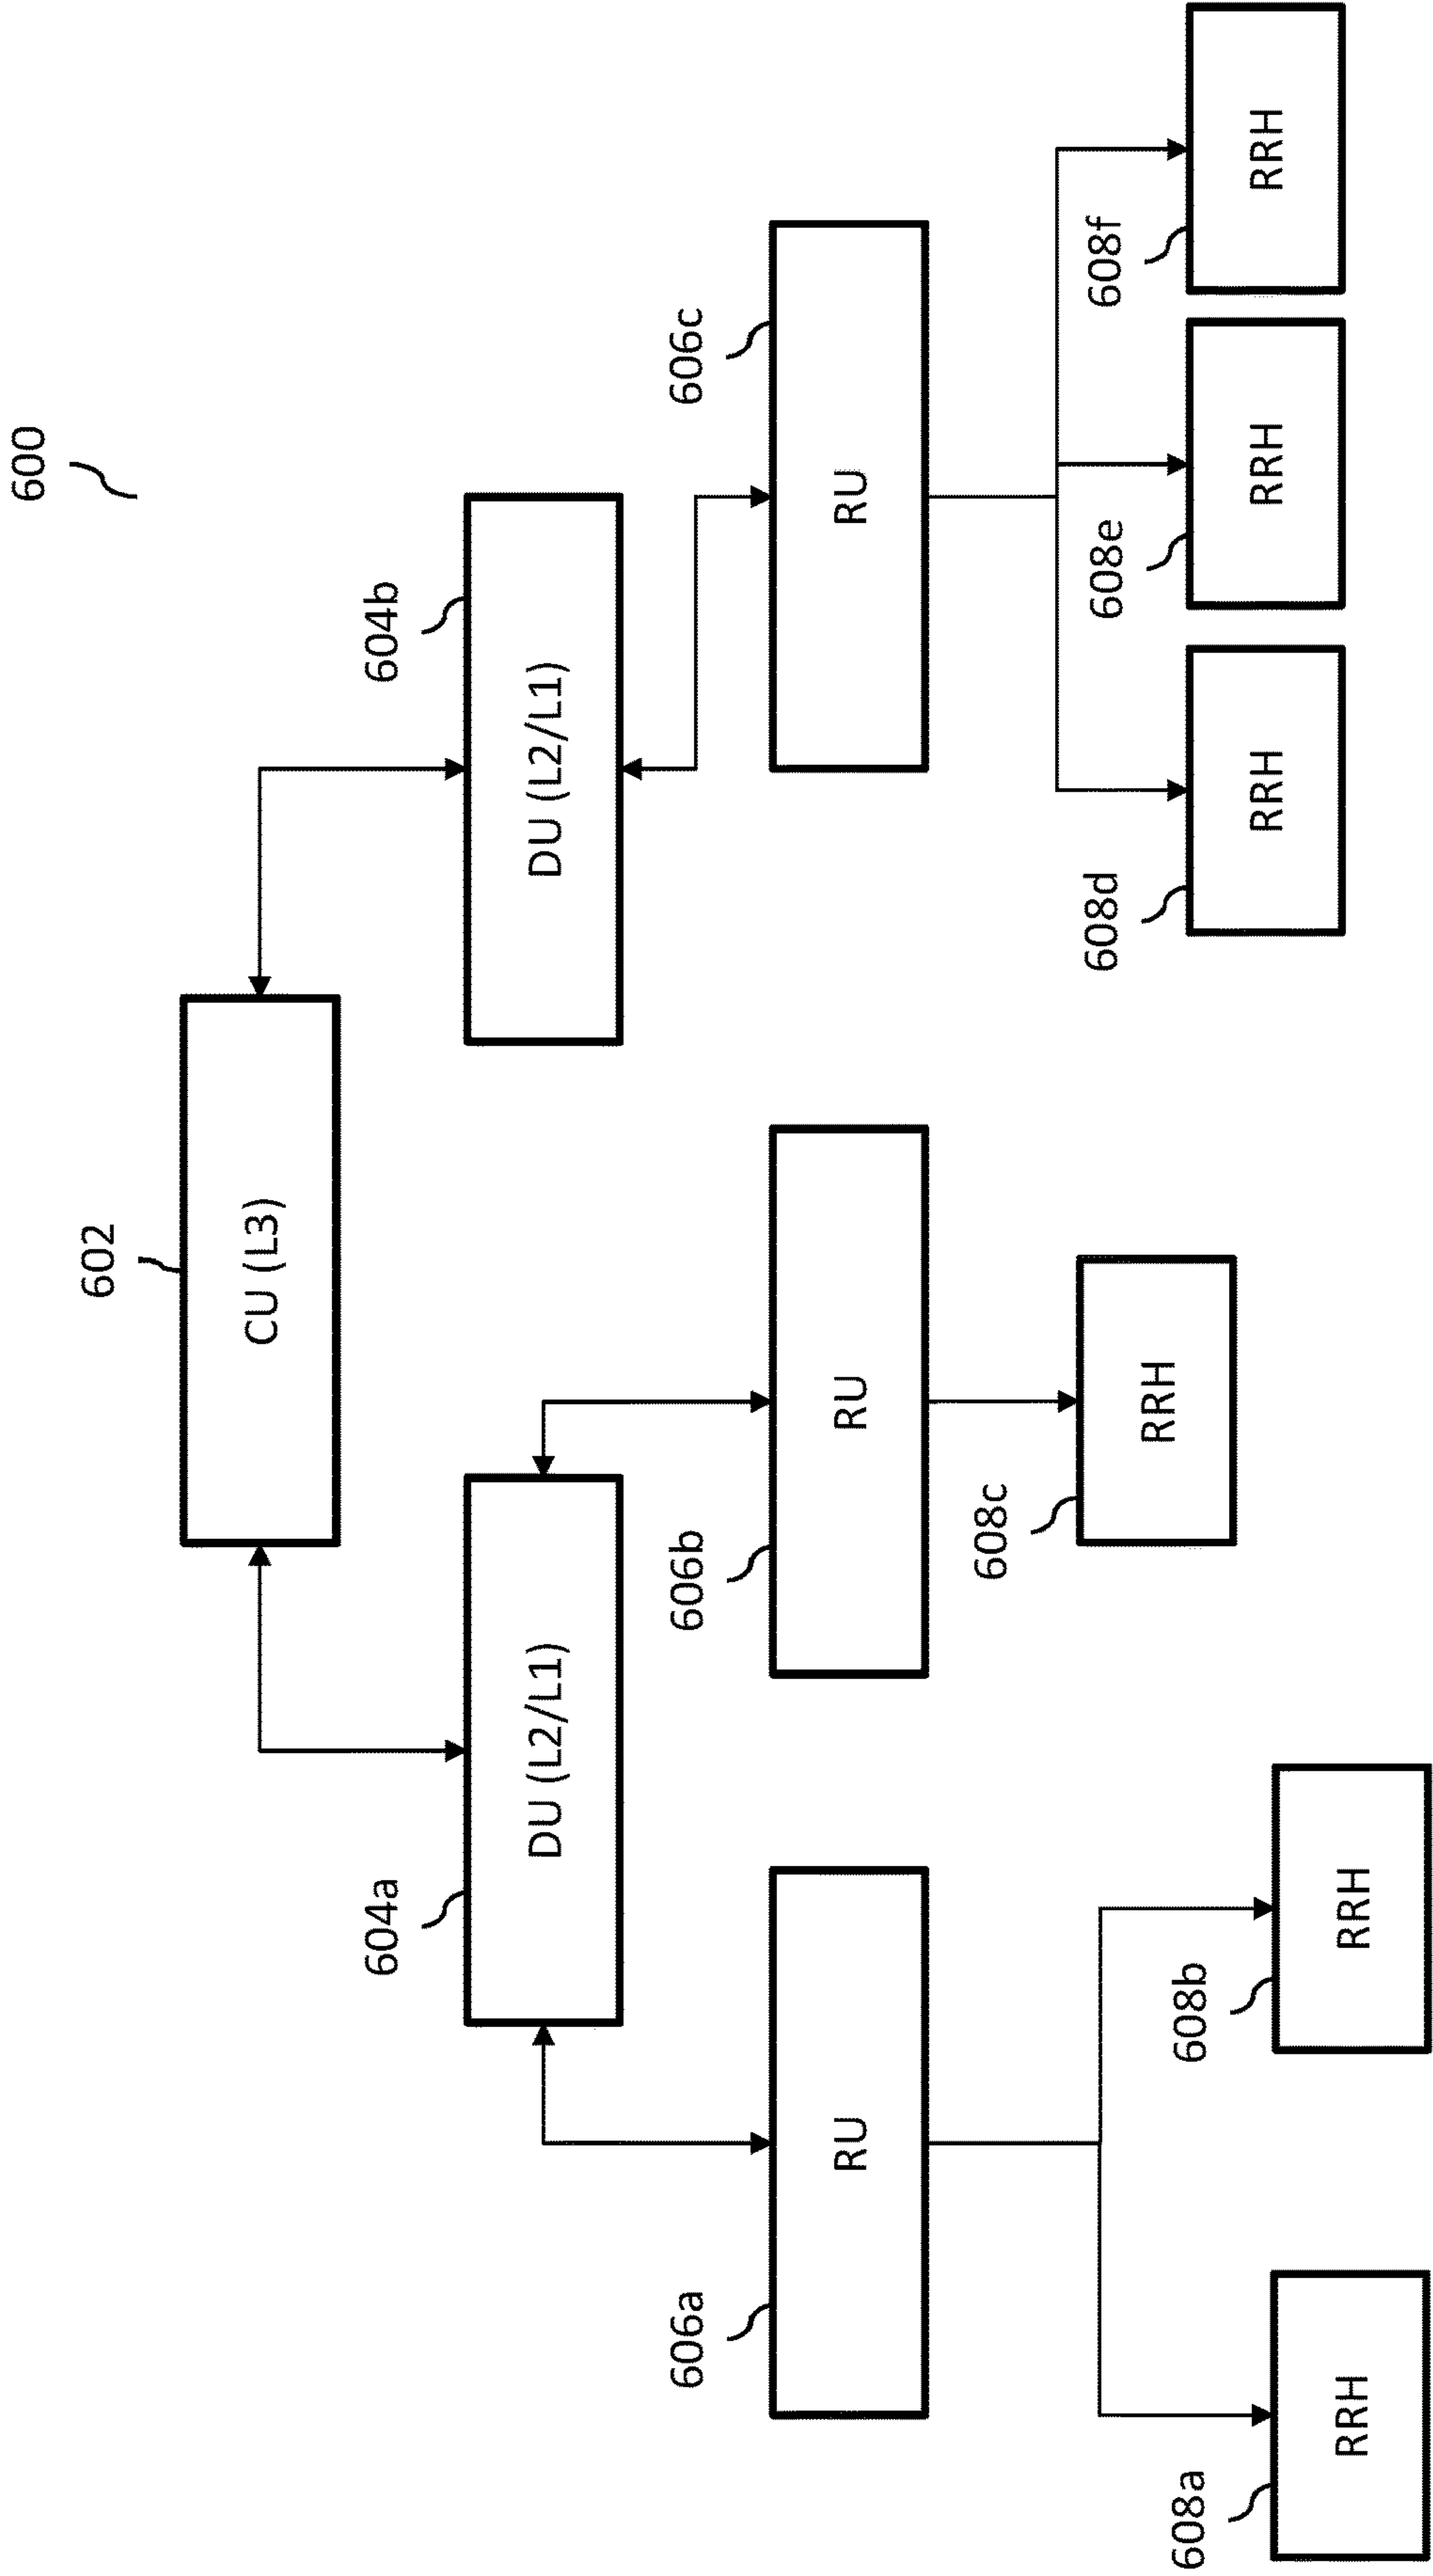 600
602
CU (L3)
604a
DU (L2/L1)
604b
DU (L2/L1)
606a
RU
606b
RU
606c
RU
608a
RRH
608b
RRH
608c
RRH
608d
RRH
608e
RRH
608f
RRH